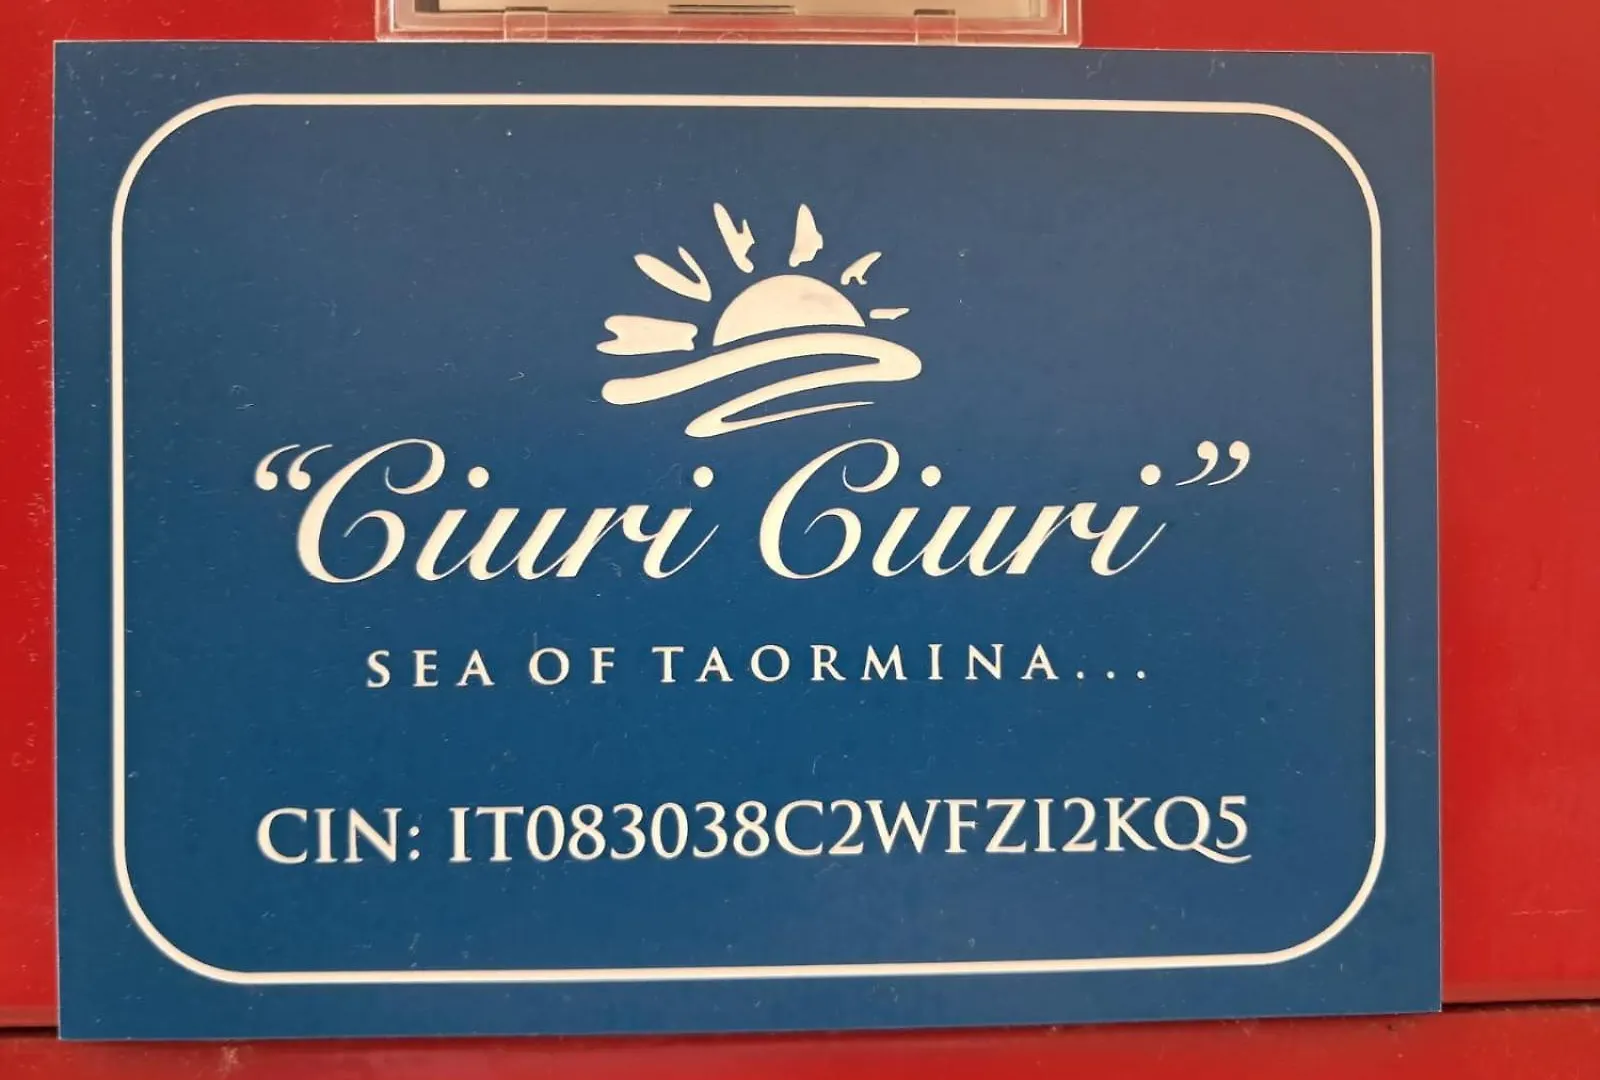 “Ciuri Ciuri”
SEA OF TAORMINA...
CIN: IT083038C2WFZI2KQ5